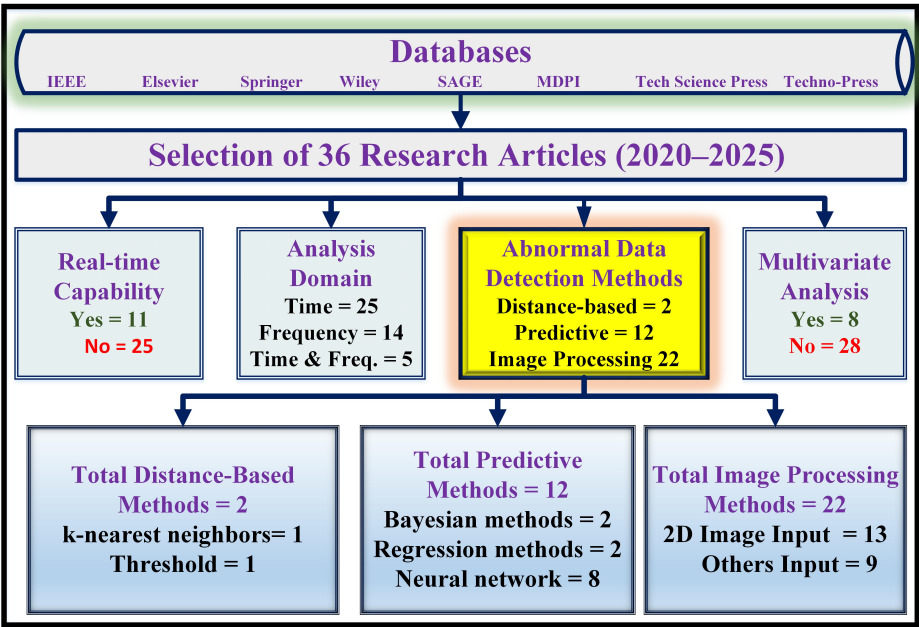 Databases
IEEE Elsevier Springer Wiley SAGE MDPI Tech Science Press Techno-Press
Selection of 36 Research Articles (2020–2025)
Real-time
Capability
Yes = 11
No = 25
Analysis
Domain
Time = 25
Frequency = 14
Time & Freq. = 5
Abnormal Data
Detection Methods
Distance-based = 2
Predictive = 12
Image Processing 22
Multivariate
Analysis
Yes = 8
No = 28
Total Distance-Based
Methods = 2
k-nearest neighbors= 1
Threshold = 1
Total Predictive
Methods = 12
Bayesian methods = 2
Regression methods = 2
Neural network = 8
Total Image Processing
Methods = 22
2D Image Input = 13
Others Input = 9